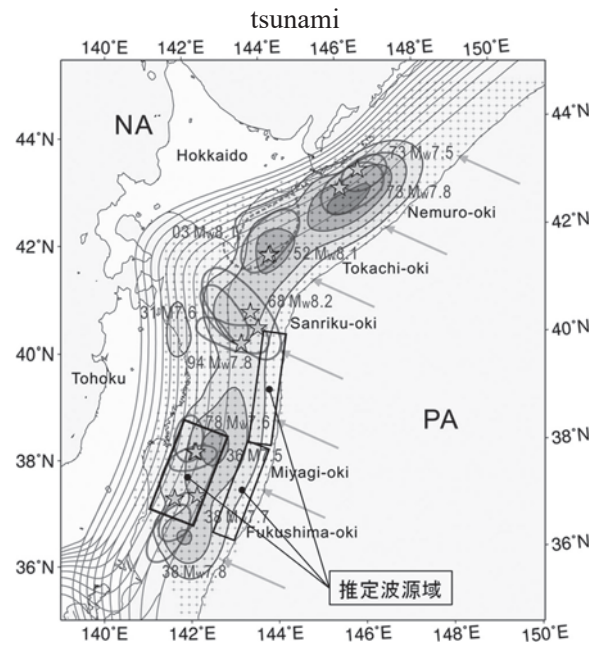 tsunami
140°E 142°E 144°E 146°E 148°E 150°E
NA
44°N
44°N
Hokkaido
73 Mw7.5
73 Mw7.8
Nemuro-oki
03 Mw8.1
42°N
42°N
52 Mw8.1
Tokachi-oki
68 Mw8.2
31 M7.6
Sanriku-oki
40°N
40°N
94 Mw7.8
Tohoku
PA
78 Mw7.6
38°N
38°N
36 M7.5
Miyagi-oki
38 Mw7.7
Fukushima-oki
36°N
36°N
38 Mw7.8
推定波源域
140°E 142°E 144°E 146°E 148°E 150°E